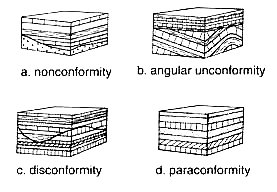 a. nonconformity
b. angular unconformity
c. disconformity
d. paraconformity